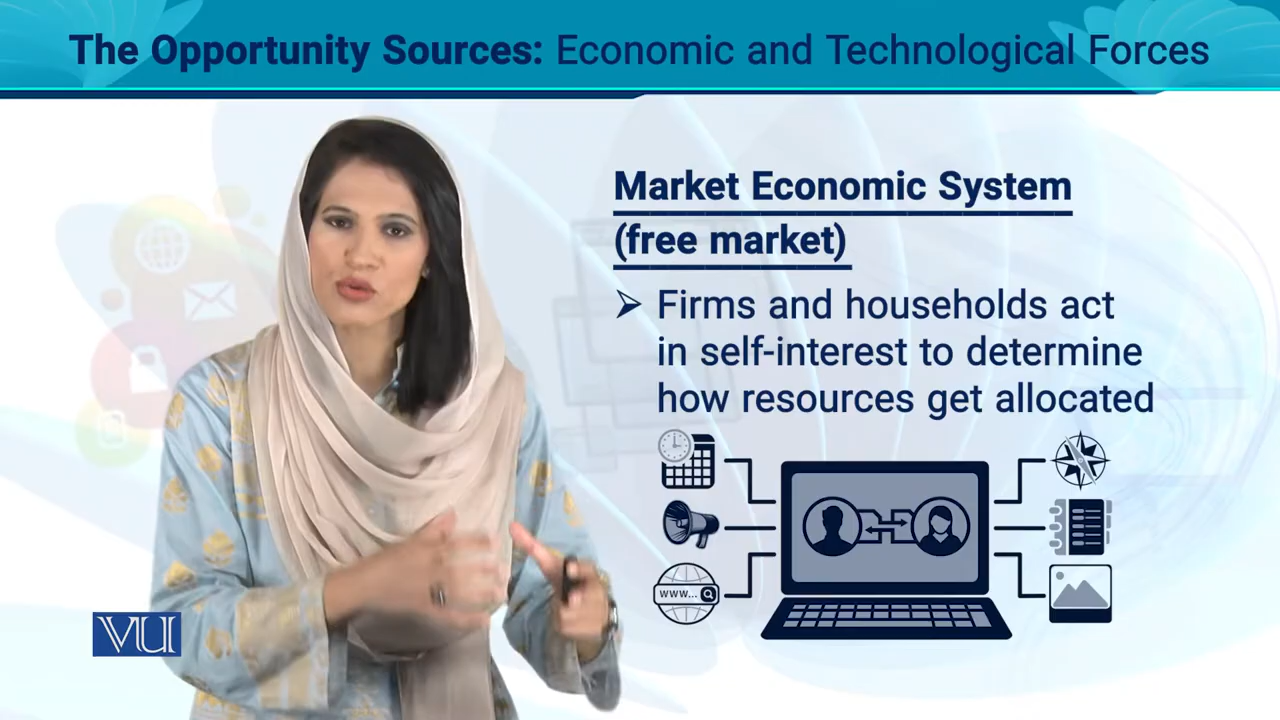 The Opportunity Sources: Economic and Technological Forces
Market Economic System
(free market)
➢ Firms and households act
in self-interest to determine
how resources get allocated
www...
VU